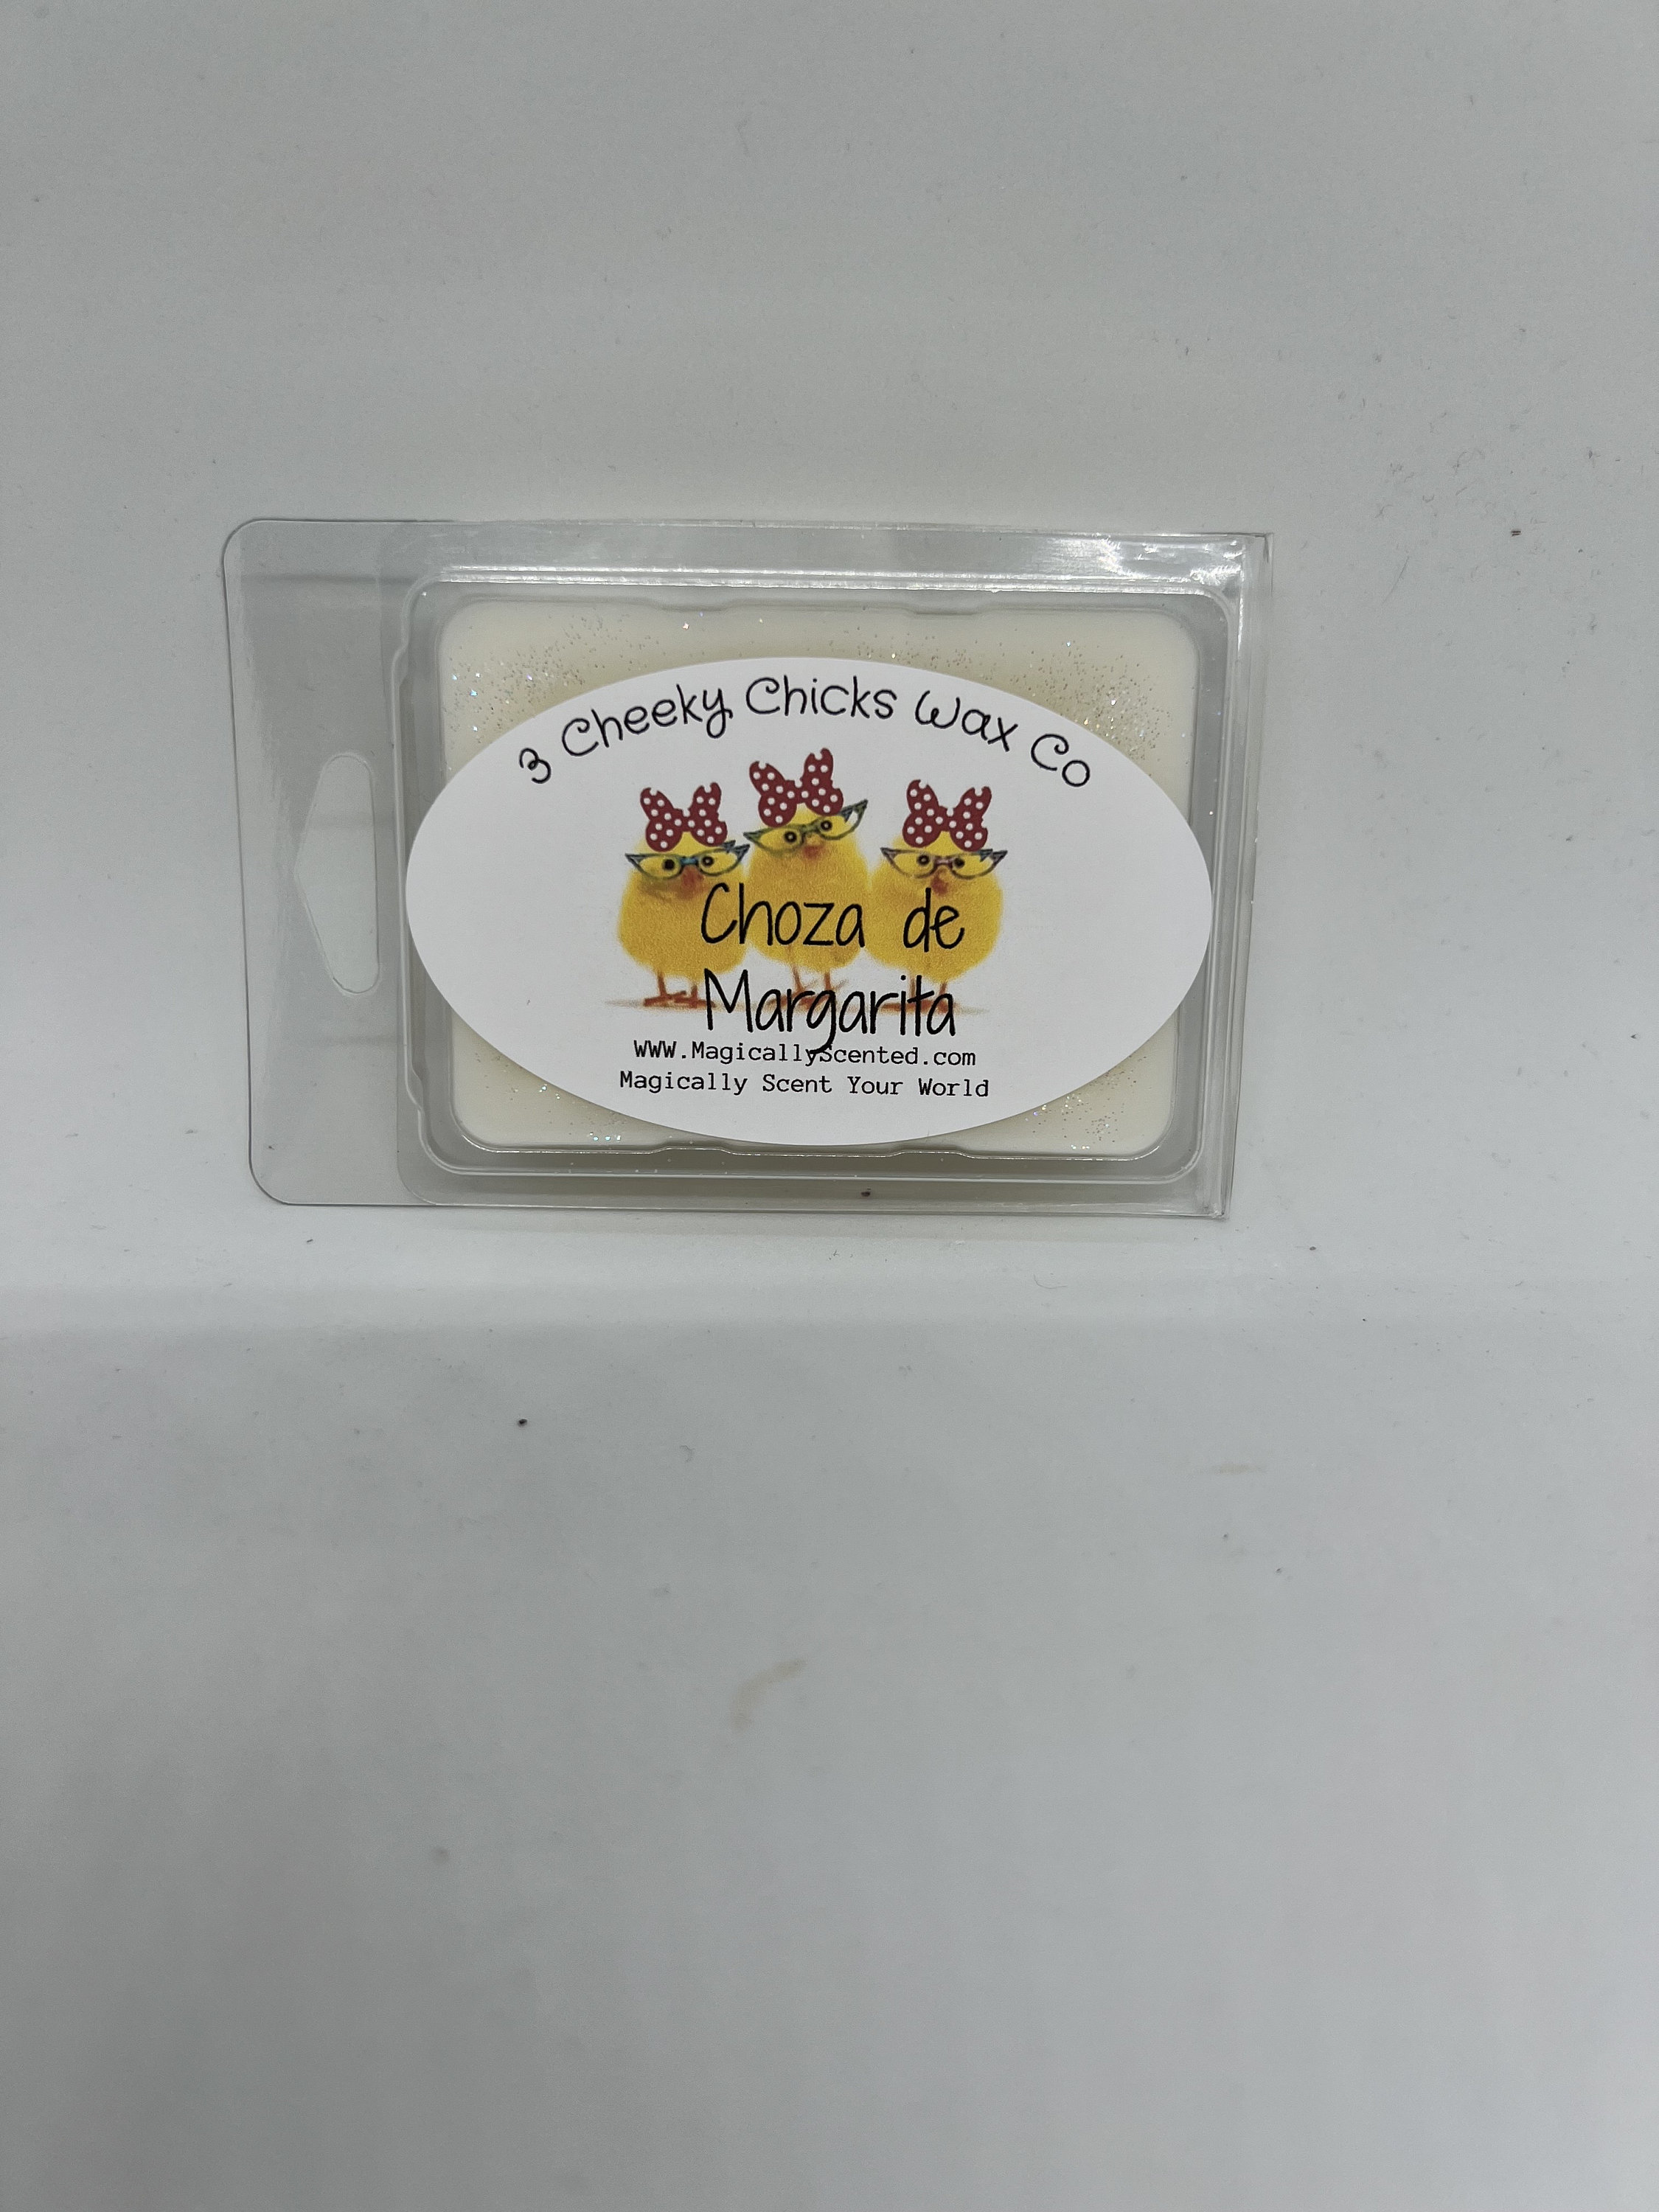 3 Cheeky Chicks Wax Co
Choza de
Margarita
WWW.MagicallyScented.com
Magically Scent Your World